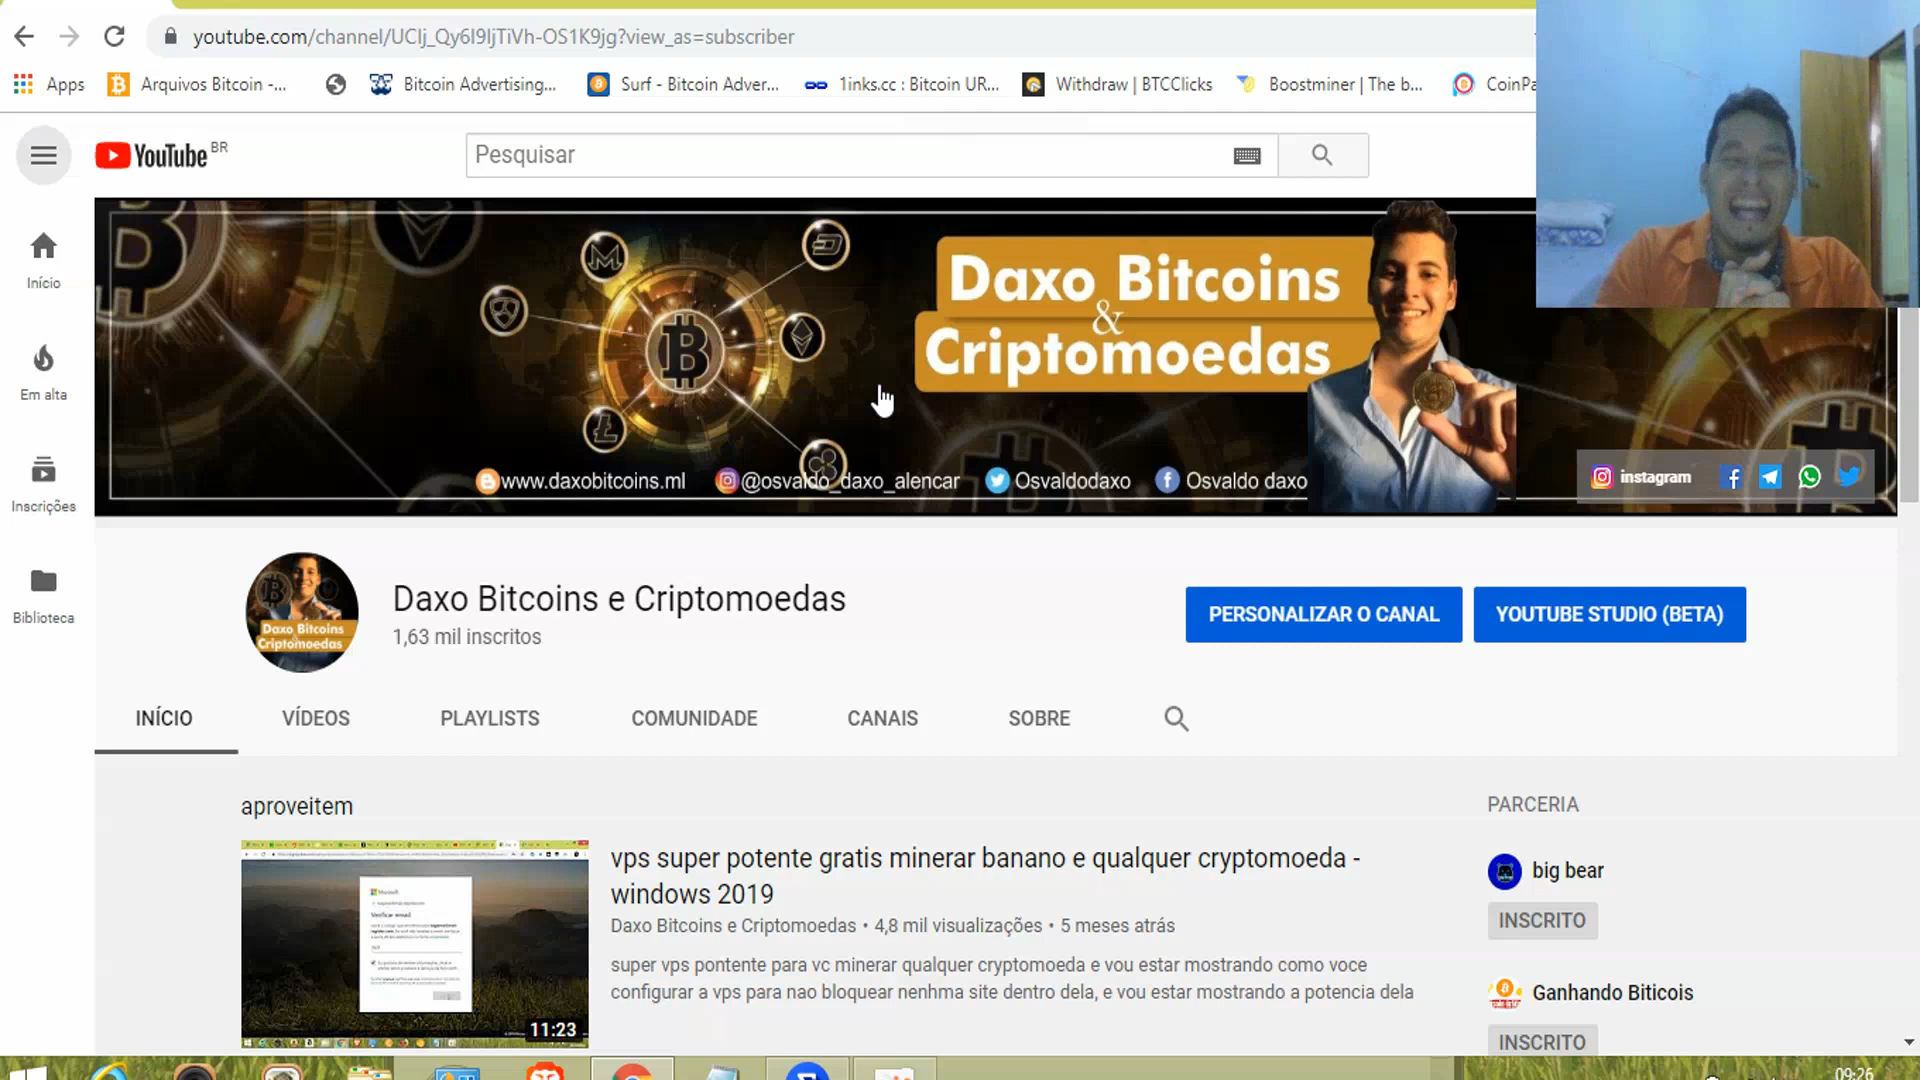 youtube.com/channel/UCIj_Qy6I9IjTiVh-OS1K9jg?view_as=subscriber
Apps
Arquivos Bitcoin -...
Bitcoin Advertising...
Surf - Bitcoin Adver...
1inks.cc : Bitcoin UR...
Withdraw | BTCClicks
Boostminer | The b...
CoinPa
YouTube BR
Pesquisar
Início
Em alta
Inscrições
Biblioteca
Daxo Bitcoins
&
Criptomoedas
www.daxobitcoins.ml
@osvaldo_daxo_alencar
Osvaldodaxo
Osvaldo daxo
instagram
Daxo Bitcoins
Criptomoedas
Daxo Bitcoins e Criptomoedas
1,63 mil inscritos
PERSONALIZAR O CANAL
YOUTUBE STUDIO (BETA)
INÍCIO
VÍDEOS
PLAYLISTS
COMUNIDADE
CANAIS
SOBRE
aproveitem
11:23
vps super potente gratis minerar banano e qualquer cryptomoeda -
windows 2019
Daxo Bitcoins e Criptomoedas • 4,8 mil visualizações • 5 meses atrás
super vps pontente para vc minerar qualquer cryptomoeda e vou estar mostrando como voce
configurar a vps para nao bloquear nenhma site dentro dela, e vou estar mostrando a potencia dela
PARCERIA
big bear
INSCRITO
Ganhando Biticois
INSCRITO
09:26